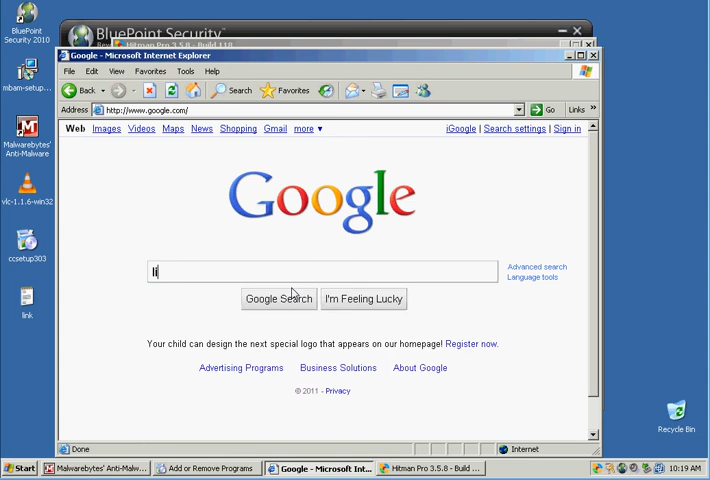 BluePoint
Security 2010
mbam-setup...
Malwarebytes'
Anti-Malware
vlc-1.1.6-win32
ccsetup303
link
BluePoint Security™
Hitman Pro 3.5.8 - Build 118
Google - Microsoft Internet Explorer
File Edit View Favorites Tools Help
Back Search Favorites
Address http://www.google.com/ Go Links »
Web Images Videos Maps News Shopping Gmail more ▼ iGoogle | Search settings | Sign in
Google
li
Advanced search
Language tools
Google Search I'm Feeling Lucky
Your child can design the next special logo that appears on our homepage! Register now.
Advertising Programs Business Solutions About Google
© 2011 - Privacy
Done Internet
Recycle Bin
Start Malwarebytes' Anti-Malw... Add or Remove Programs Google - Microsoft Int... Hitman Pro 3.5.8 - Build ... 10:19 AM